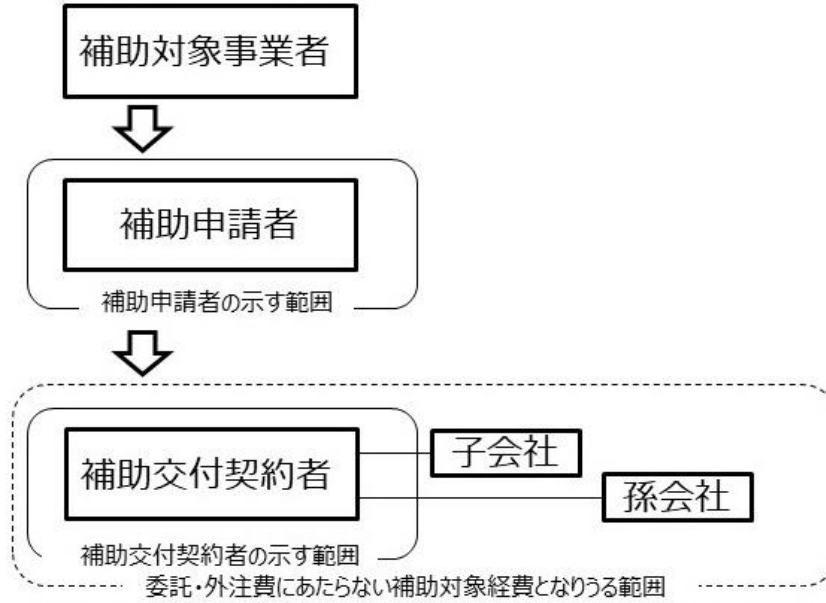 補助対象事業者
補助申請者
補助申請者の示す範囲
補助交付契約者
子会社
孫会社
補助交付契約者の示す範囲
委託・外注費にあたらない補助対象経費となりうる範囲